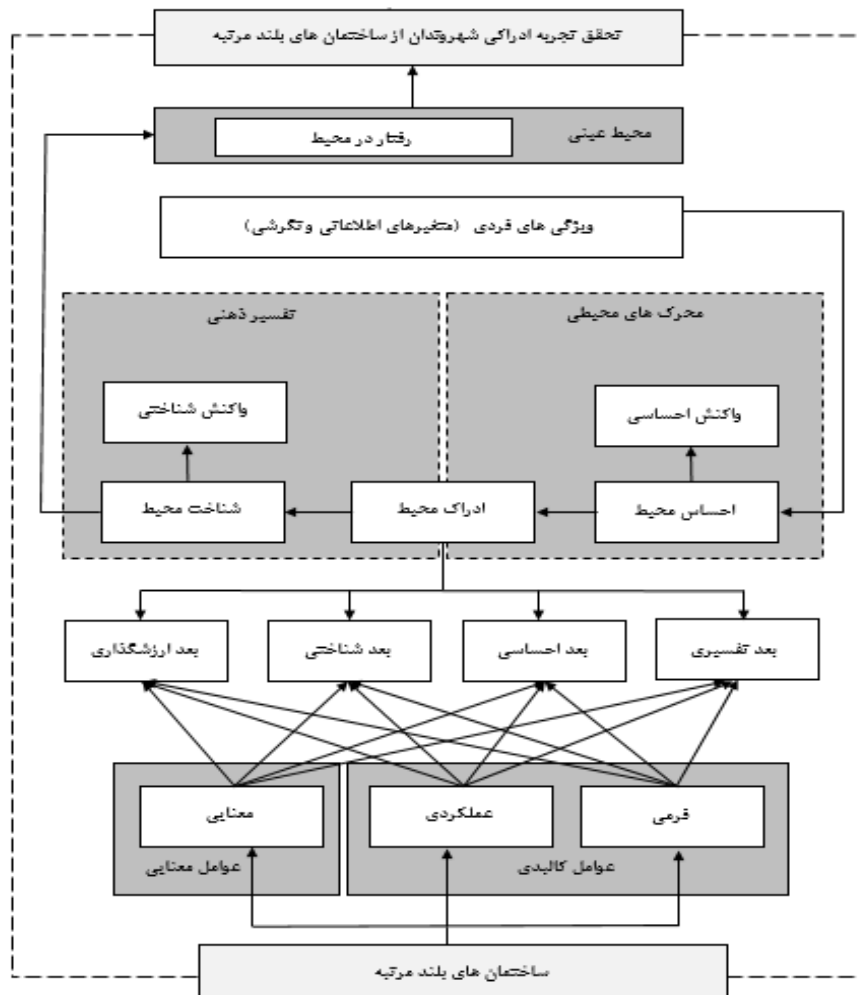 تحقق تجربه ادراکی شهروندان از ساختمان های بلند مرتبه
محیط عینی
رفتار در محیط
ویژگی های فردی (متغیرهای اطلاعاتی و نگرشی)
محرک های محیطی
تفسیر ذهنی
واکنش احساسی
واکنش شناختی
احساس محیط
ادراک محیط
شناخت محیط
بعد تفسیری
بعد احساسی
بعد شناختی
بعد ارزشگذاری
فرمی
عملکردی
معنایی
عوامل کالبدی
عوامل معنایی
ساختمان های بلند مرتبه